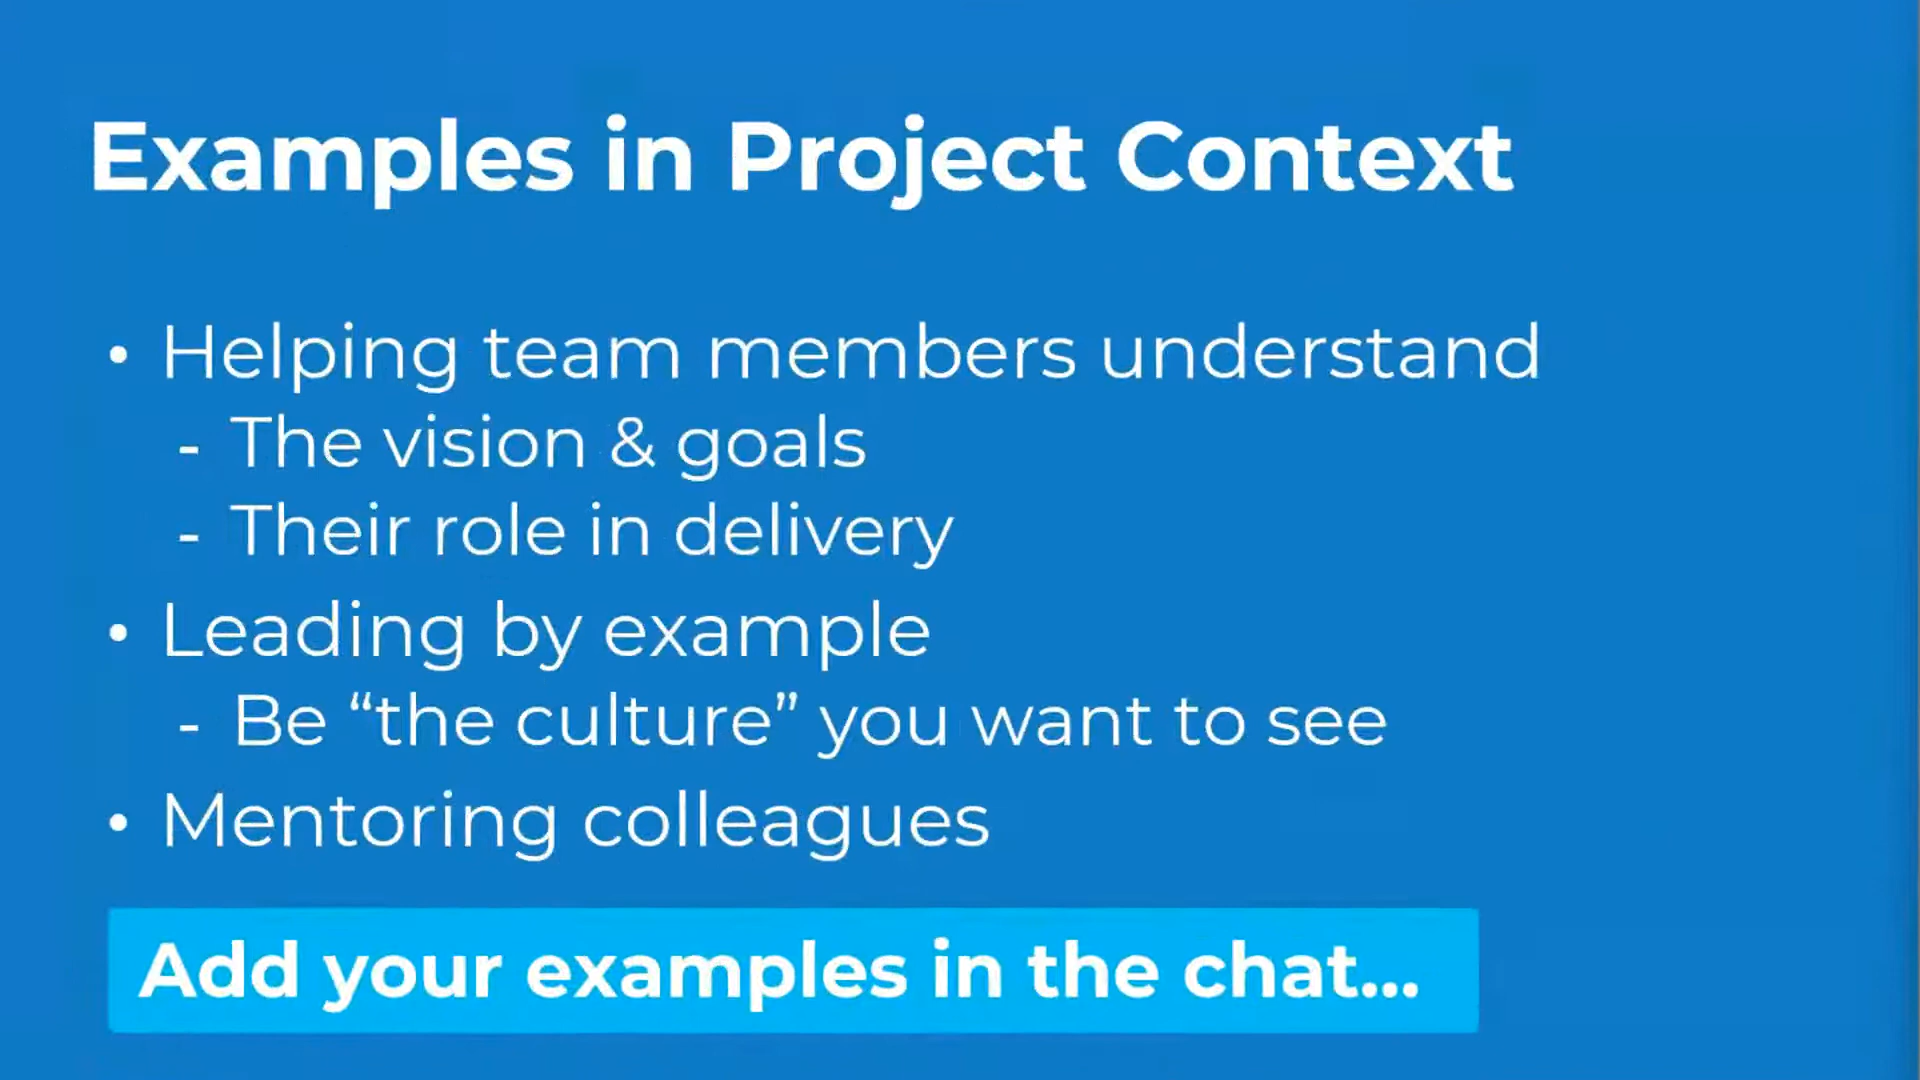 Examples in Project Context
• Helping team members understand
- The vision & goals
- Their role in delivery
• Leading by example
- Be “the culture” you want to see
• Mentoring colleagues
Add your examples in the chat...